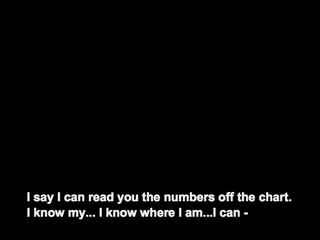 I say I can read you the numbers off the chart.
I know my... I know where I am...I can -